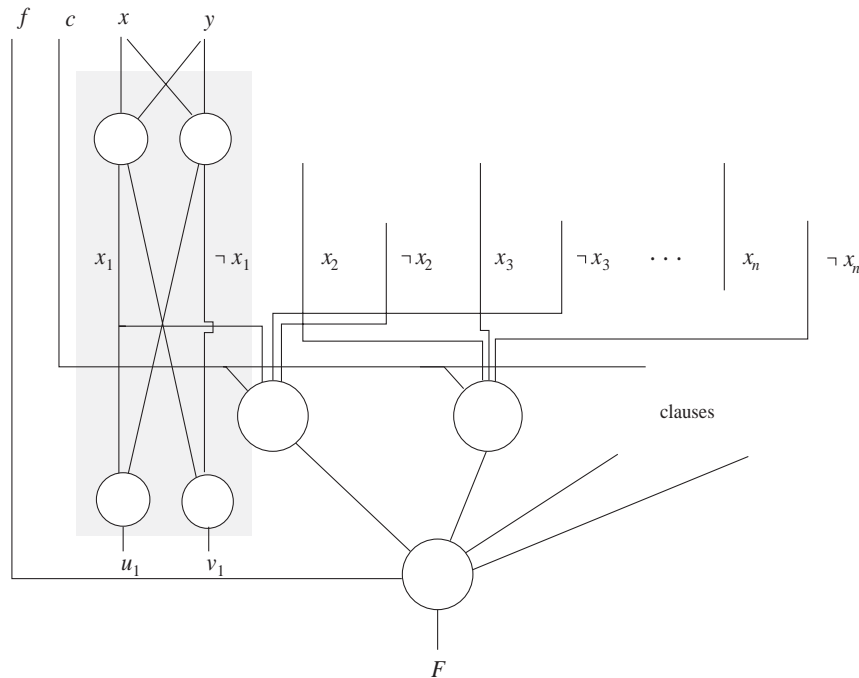 f c x y
x₁ ¬ x₁ x₂ ¬ x₂ x₃ ¬ x₃ · · · xₙ ¬ xₙ
clauses
u₁ v₁
F